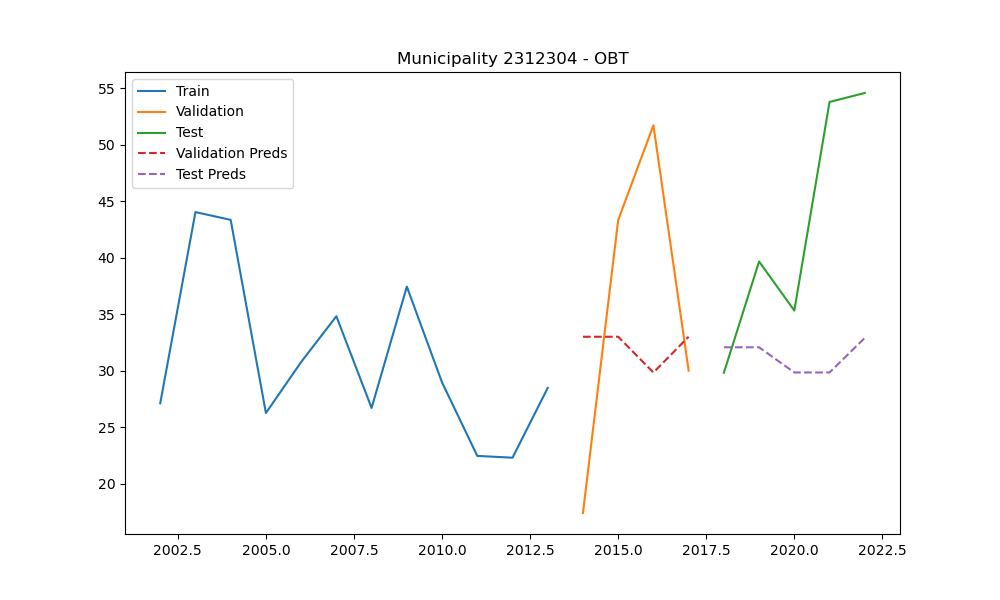 Municipality 2312304 - OBT
Train
Validation
Test
Validation Preds
Test Preds
55
50
45
40
35
30
25
20
2002.5 2005.0 2007.5 2010.0 2012.5 2015.0 2017.5 2020.0 2022.5